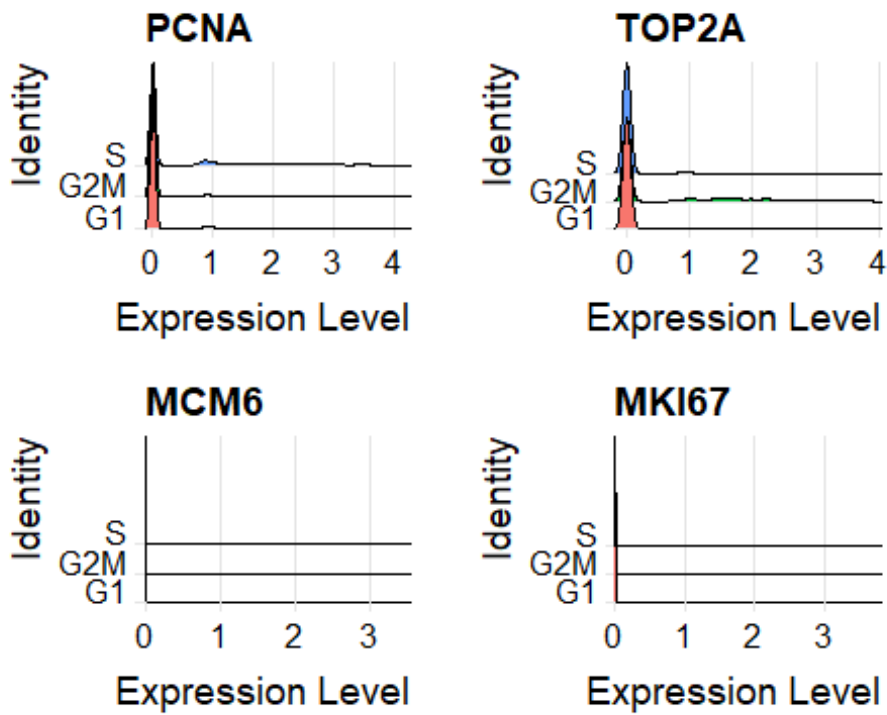 PCNA
Identity
S
G2M
G1
0 1 2 3 4
Expression Level
TOP2A
Identity
S
G2M
G1
0 1 2 3 4
Expression Level
MCM6
Identity
S
G2M
G1
0 1 2 3
Expression Level
MKI67
Identity
S
G2M
G1
0 1 2 3
Expression Level